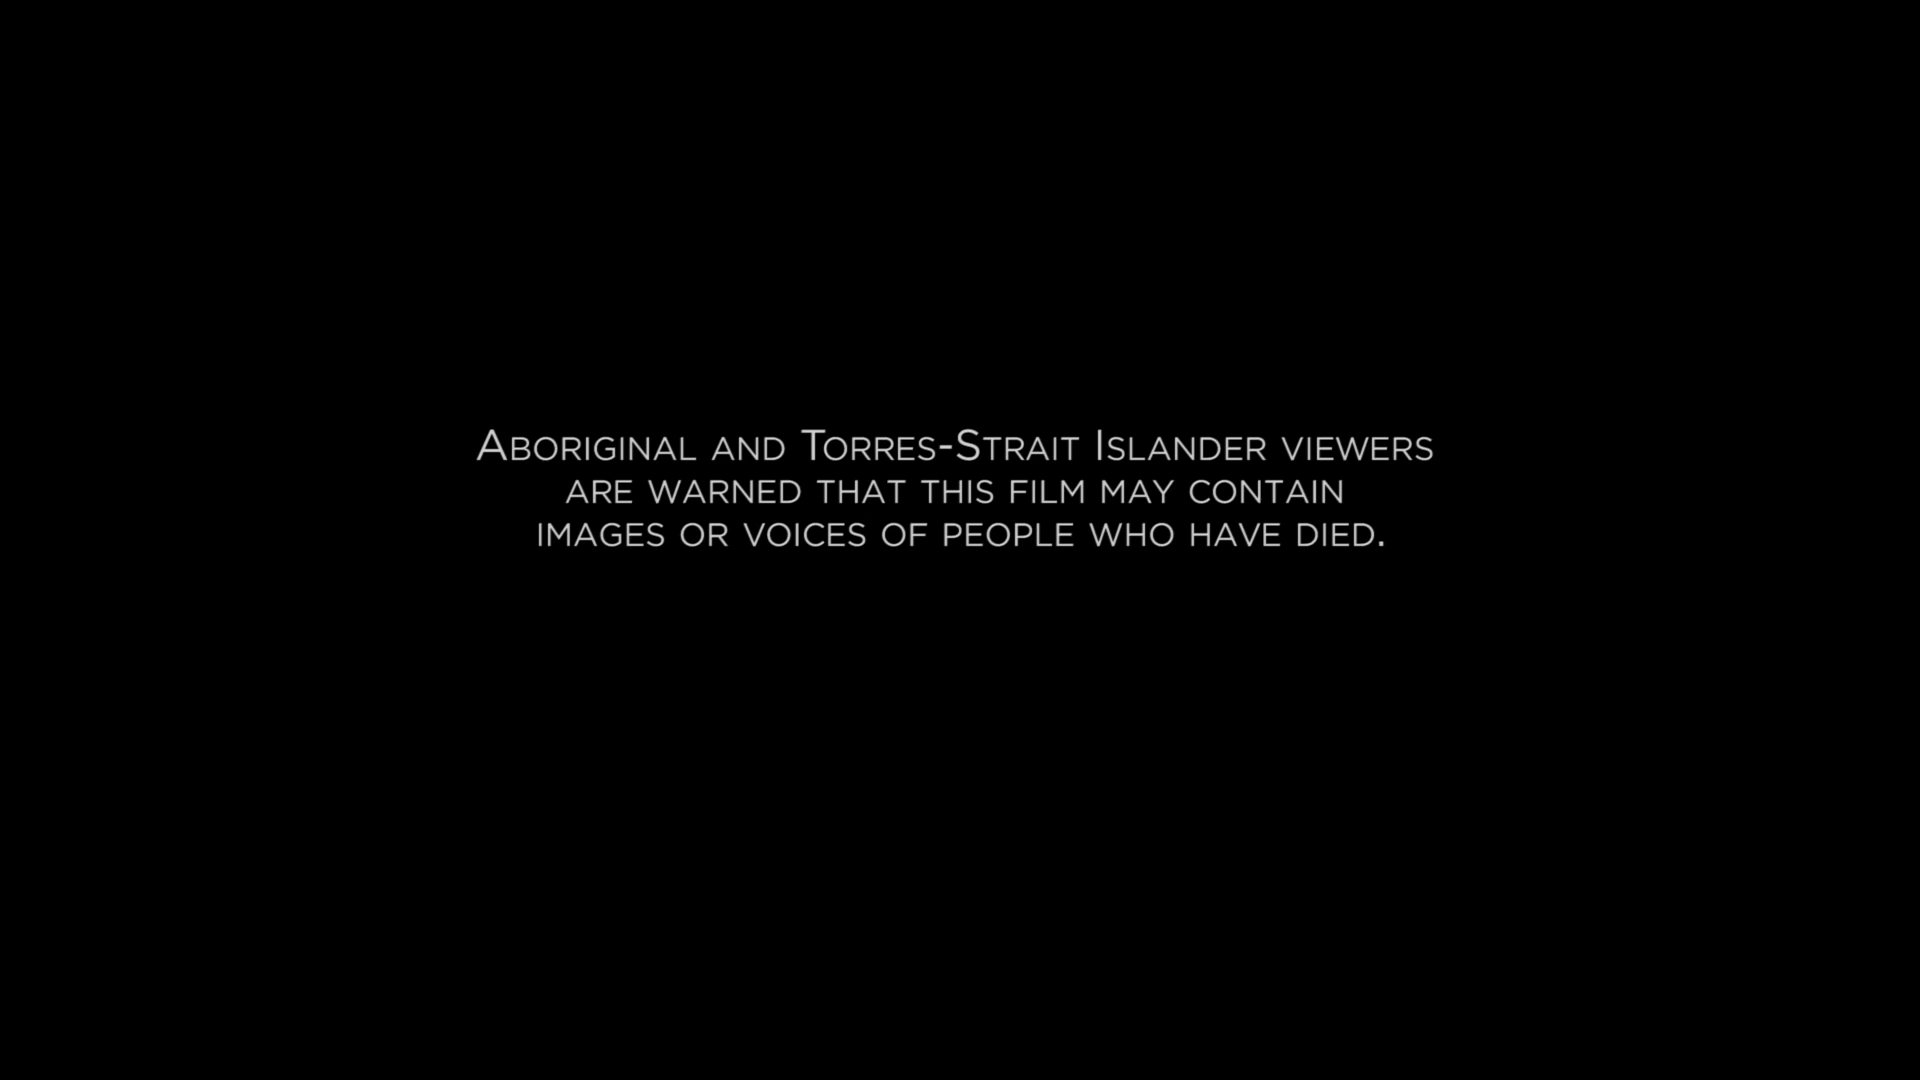 Aboriginal and Torres-Strait Islander viewers
are warned that this film may contain
images or voices of people who have died.